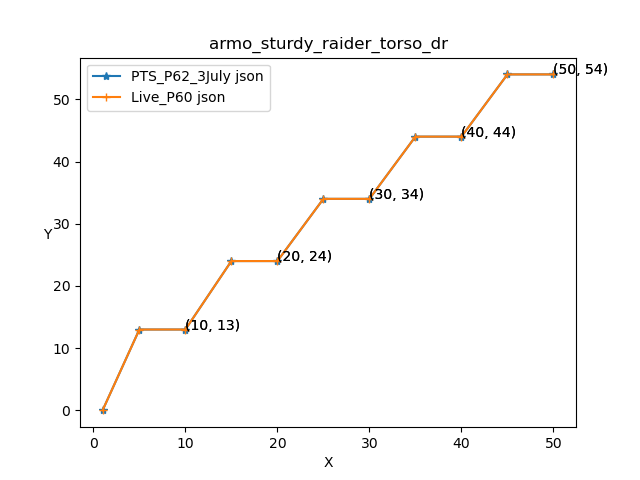 armo_sturdy_raider_torso_dr
PTS_P62_3July json
Live_P60 json
(50, 54)
(40, 44)
(30, 34)
(20, 24)
(10, 13)
50
40
30
20
10
0
Y
0 10 20 30 40 50
X